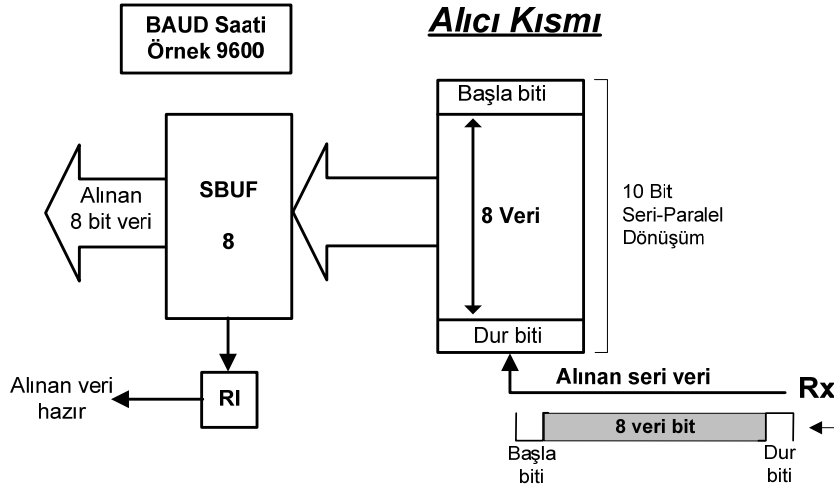 BAUD Saati
Örnek 9600
Alıcı Kısmı
Başla biti
Alınan
8 bit veri
SBUF
8
8 Veri
10 Bit
Seri-Paralel
Dönüşüm
Dur biti
Alınan veri
hazır
RI
Alınan seri veri
Rx
8 veri bit
Başla
biti
Dur
biti